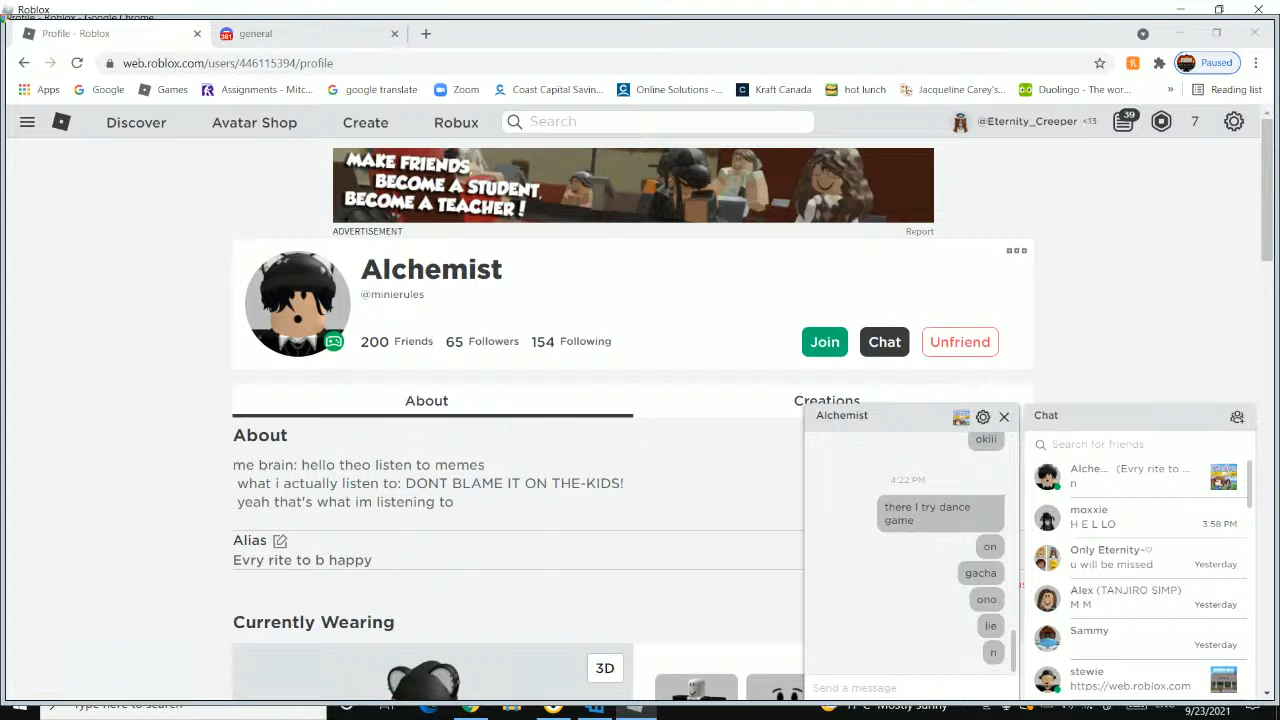 Roblox
Profile - Roblox - Google Chrome
Profile - Roblox
361
general
web.roblox.com/users/446115394/profile
Paused
Apps
Google
Games
Assignments - Mitc...
google translate
Zoom
Coast Capital Savin...
Online Solutions -...
Kraft Canada
hot lunch
Jacqueline Carey's...
Duolingo - The wor...
»
Reading list
Discover
Avatar Shop
Create
Robux
Search
@Eternity_Creeper <13
39
7
MAKE FRIENDS,
BECOME A STUDENT,
BECOME A TEACHER!
ADVERTISEMENT
Report
Alchemist
@minierules
200 Friends
65 Followers
154 Following
Join
Chat
Unfriend
About
Creations
About
me brain: hello theo listen to memes
what i actually listen to: DONT BLAME IT ON THE-KIDS!
yeah that's what im listening to
Alias
Evry rite to b happy
Currently Wearing
3D
Alchemist
okiii
4:22 PM
there I try dance
game
on
gacha
ono
lie
n
Send a message
Chat
Search for friends
Alche... (Evry rite to ...
n
moxxie
H E L LO
3:58 PM
Only Eternity~♡
u will be missed
Yesterday
Alex (TANJIRO SIMP)
M M
Yesterday
Sammy
Yesterday
stewie
https://web.roblox.com
Type here to search
Mostly sunny
9/23/2021